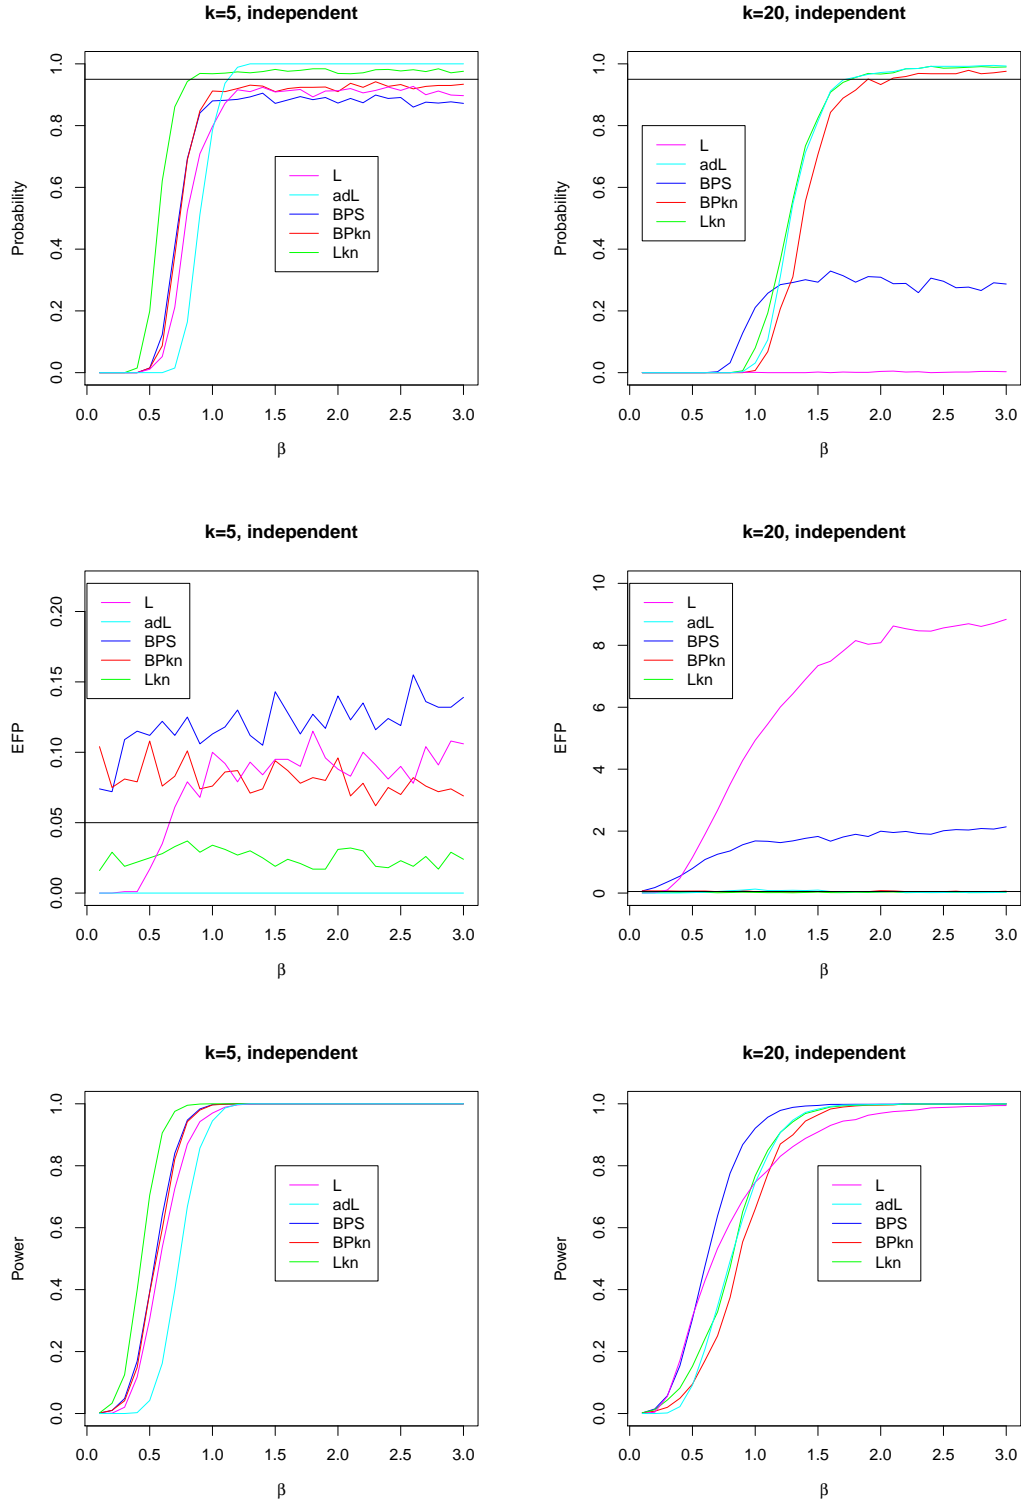 k=5, independent
Probability
0.0 0.2 0.4 0.6 0.8 1.0
L
adL
BPS
BPkn
Lkn
0.0 0.5 1.0 1.5 2.0 2.5 3.0
β
k=20, independent
Probability
0.0 0.2 0.4 0.6 0.8 1.0
L
adL
BPS
BPkn
Lkn
0.0 0.5 1.0 1.5 2.0 2.5 3.0
β
k=5, independent
EFP
0.00 0.05 0.10 0.15 0.20
L
adL
BPS
BPkn
Lkn
0.0 0.5 1.0 1.5 2.0 2.5 3.0
β
k=20, independent
EFP
0 2 4 6 8 10
L
adL
BPS
BPkn
Lkn
0.0 0.5 1.0 1.5 2.0 2.5 3.0
β
k=5, independent
Power
0.0 0.2 0.4 0.6 0.8 1.0
L
adL
BPS
BPkn
Lkn
0.0 0.5 1.0 1.5 2.0 2.5 3.0
β
k=20, independent
Power
0.0 0.2 0.4 0.6 0.8 1.0
L
adL
BPS
BPkn
Lkn
0.0 0.5 1.0 1.5 2.0 2.5 3.0
β